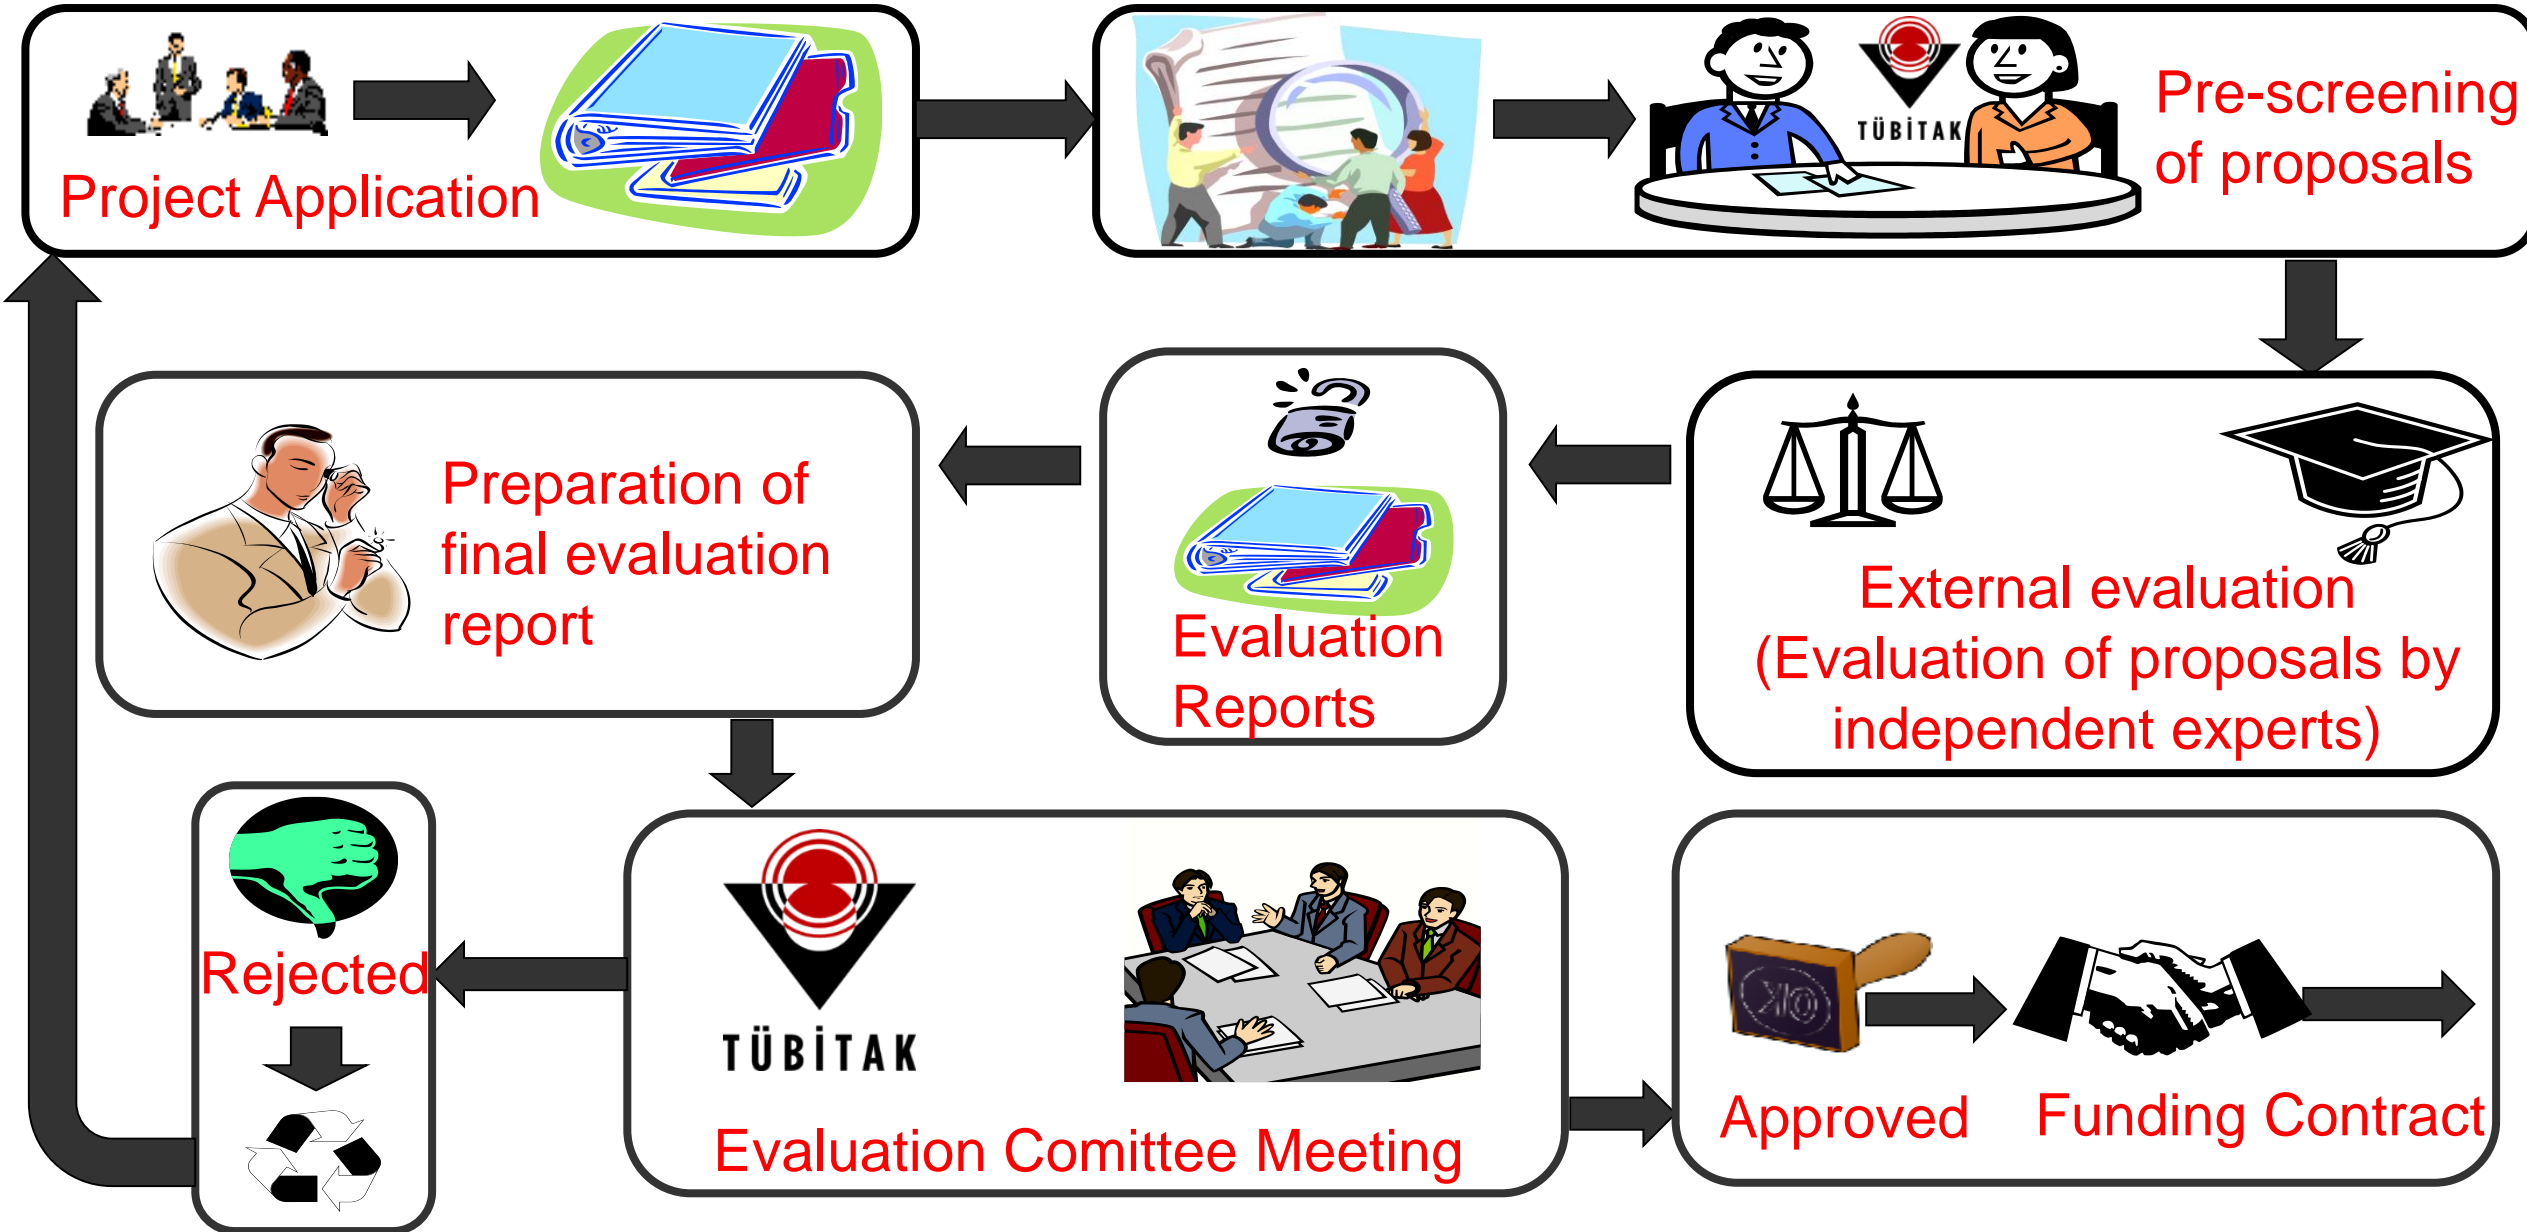 Project Application
TÜBİTAK
Pre-screening
of proposals
Preparation of
final evaluation
report
Evaluation
Reports
External evaluation
(Evaluation of proposals by
independent experts)
Rejected
TÜBİTAK
Evaluation Comittee Meeting
OK
Approved
Funding Contract